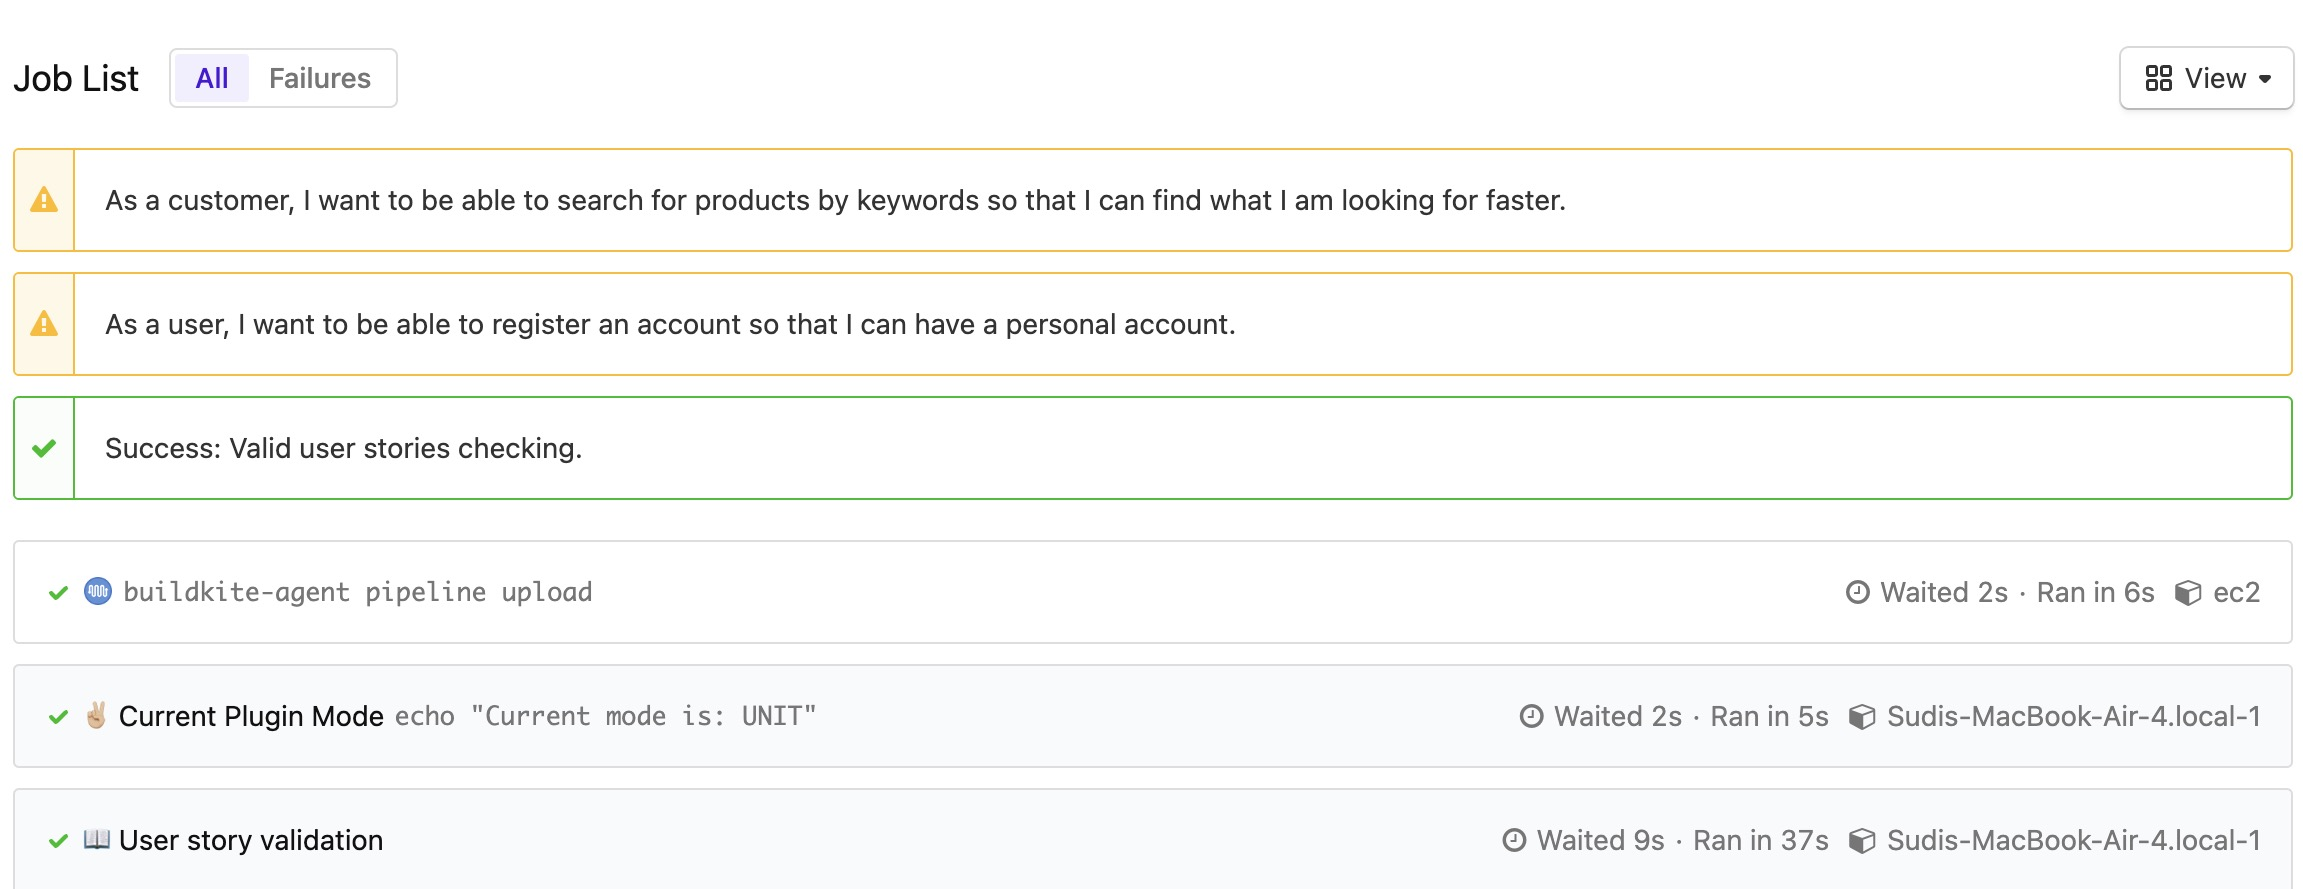 Job List All Failures View
As a customer, I want to be able to search for products by keywords so that I can find what I am looking for faster.
As a user, I want to be able to register an account so that I can have a personal account.
Success: Valid user stories checking.
buildkite-agent pipeline upload Waited 2s · Ran in 6s ec2
Current Plugin Mode echo "Current mode is: UNIT" Waited 2s · Ran in 5s Sudis-MacBook-Air-4.local-1
User story validation Waited 9s · Ran in 37s Sudis-MacBook-Air-4.local-1